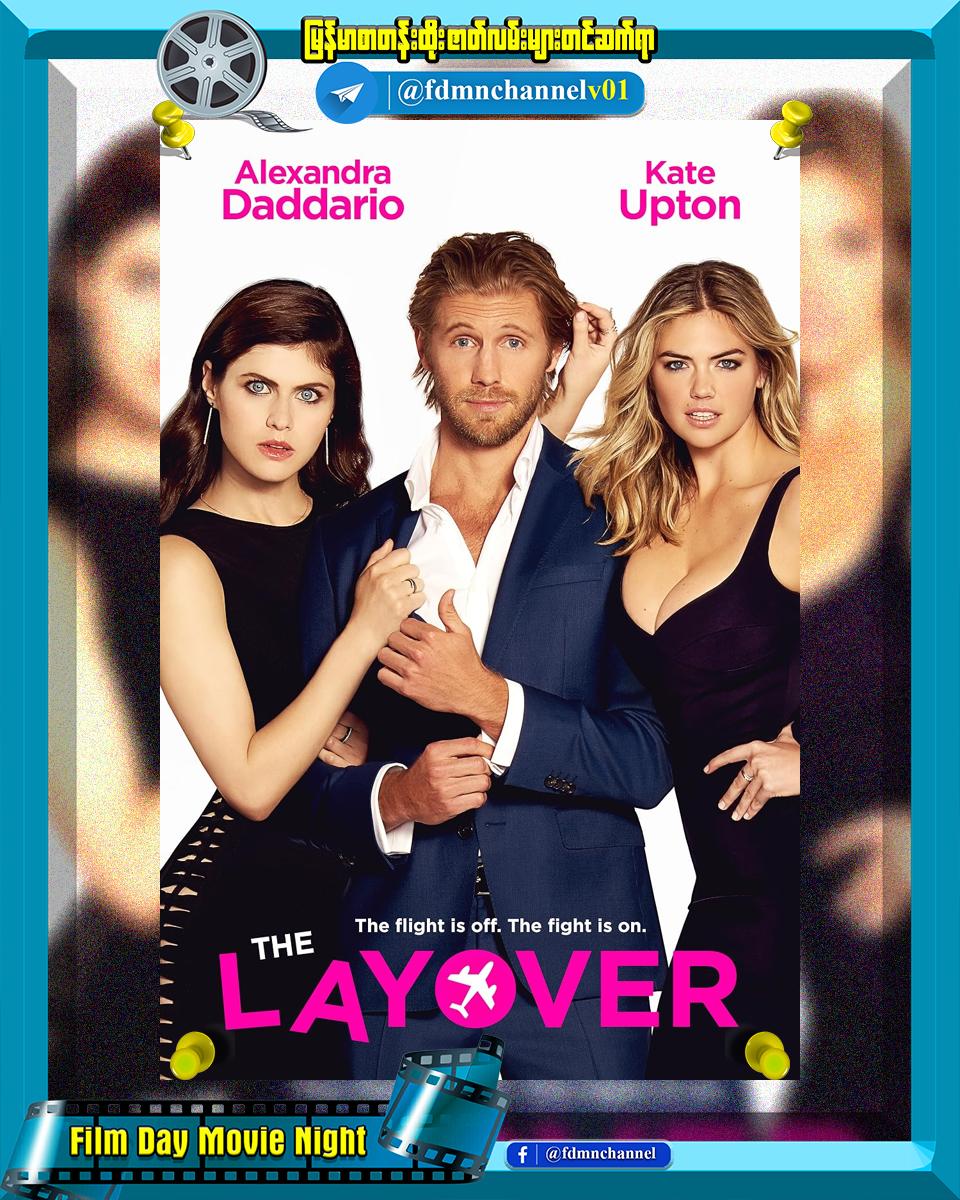 မြန်မာစာတန်းထိုးဇာတ်လမ်းများတင်ဆက်ရာ
@fdmnchannelv01
Alexandra
Daddario
Kate
Upton
The flight is off. The fight is on.
THE
LAYOVER
Film Day Movie Night
f @fdmnchannel